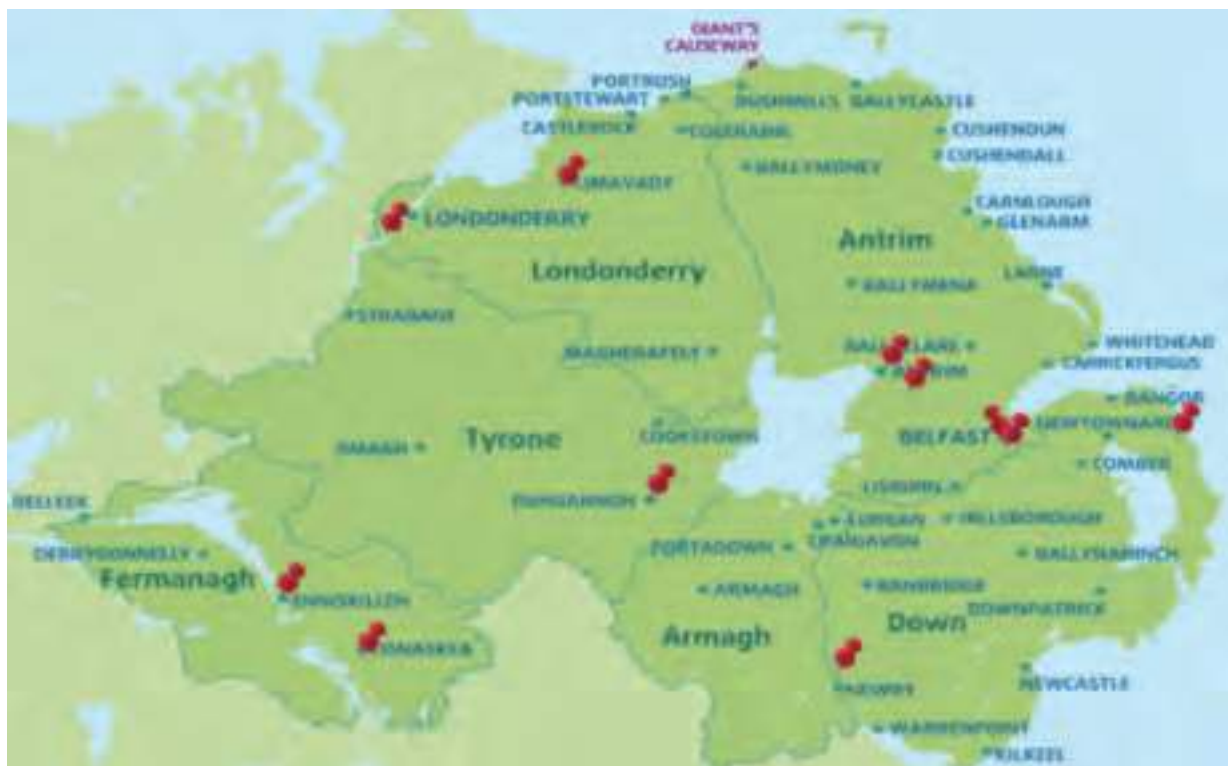 GIANT'S
CAUSEWAY
PORTRUSH
PORTSTEWART
BUSHMILLS
BALLYCASTLE
CASTLEROCK
COLERAINE
CUSHENDUN
CUSHENDALL
BALLYMONEY
LIMAVADY
CARNLOUGH
GLENARM
LONDONDERRY
Antrim
Londonderry
LARNE
BALLYMENA
STRABANE
WHITEHEAD
MAGHERAFELT
CARRICKFERGUS
BANGOR
BELFAST
COOKSTOWN
Tyrone
OMAGH
COMBER
LISBURN
DUNGANNON
BELLEEK
LURGAN
HILLSBOROUGH
CRAIGAVON
PORTADOWN
BALLYNAHINCH
DERRYGONNELLY
Fermanagh
BANBRIDGE
ARMAGH
ENNISKILLEN
DOWNPATRICK
Down
Armagh
NEWCASTLE
NEWRY
WARRENPOINT
KILKEEL